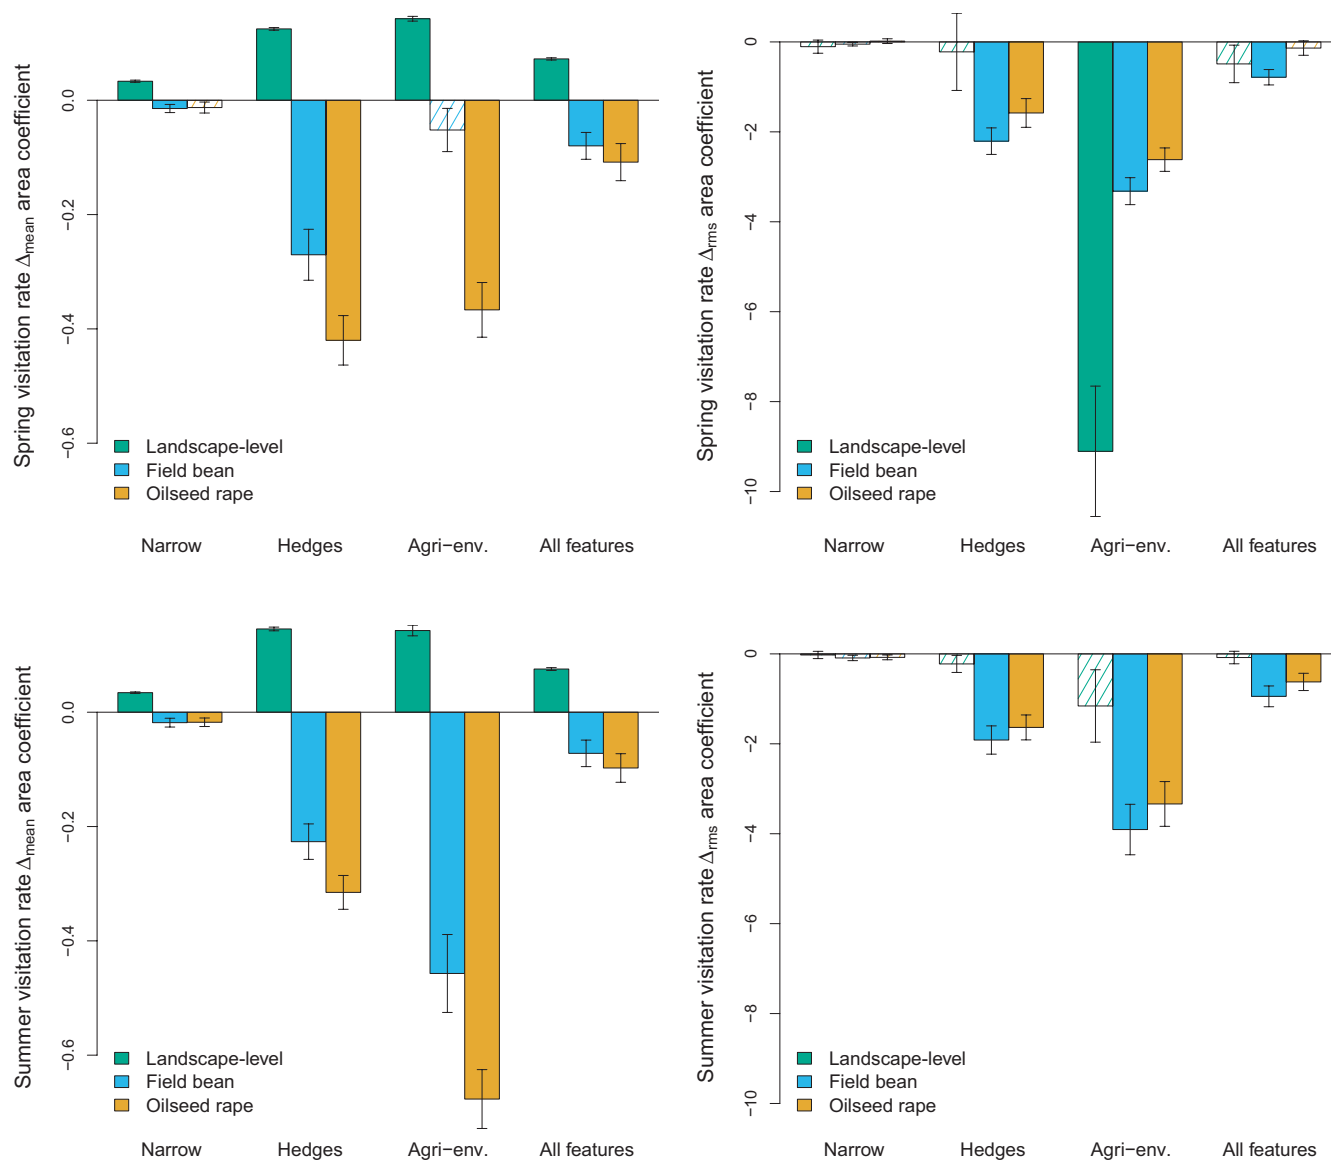 Spring visitation rate Δmean area coefficient
0.0
−0.2
−0.4
−0.6
Landscape-level
Field bean
Oilseed rape
Narrow Hedges Agri−env. All features
Spring visitation rate Δrms area coefficient
0
−2
−4
−6
−8
−10
Landscape-level
Field bean
Oilseed rape
Narrow Hedges Agri−env. All features
Summer visitation rate Δmean area coefficient
0.0
−0.2
−0.4
−0.6
Landscape-level
Field bean
Oilseed rape
Narrow Hedges Agri−env. All features
Summer visitation rate Δrms area coefficient
0
−2
−4
−6
−8
−10
Landscape-level
Field bean
Oilseed rape
Narrow Hedges Agri−env. All features